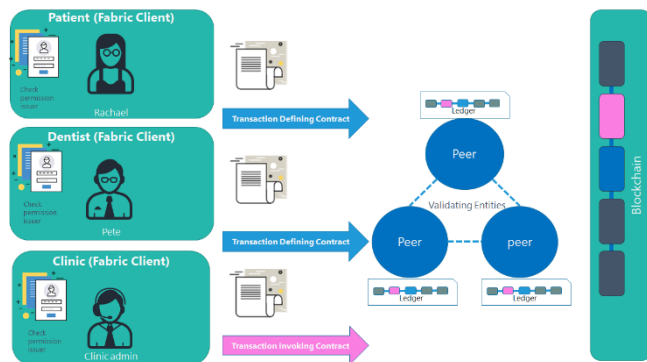 Patient (Fabric Client)
Check
permission
issuer
Rachael
Transaction Defining Contract
Dentist (Fabric Client)
Check
permission
issuer
Pete
Transaction Defining Contract
Clinic (Fabric Client)
Check
permission
issuer
Clinic admin
Transaction Invoking Contract
Ledger
Peer
Validating Entities
Peer
peer
Ledger
Ledger
Blockchain